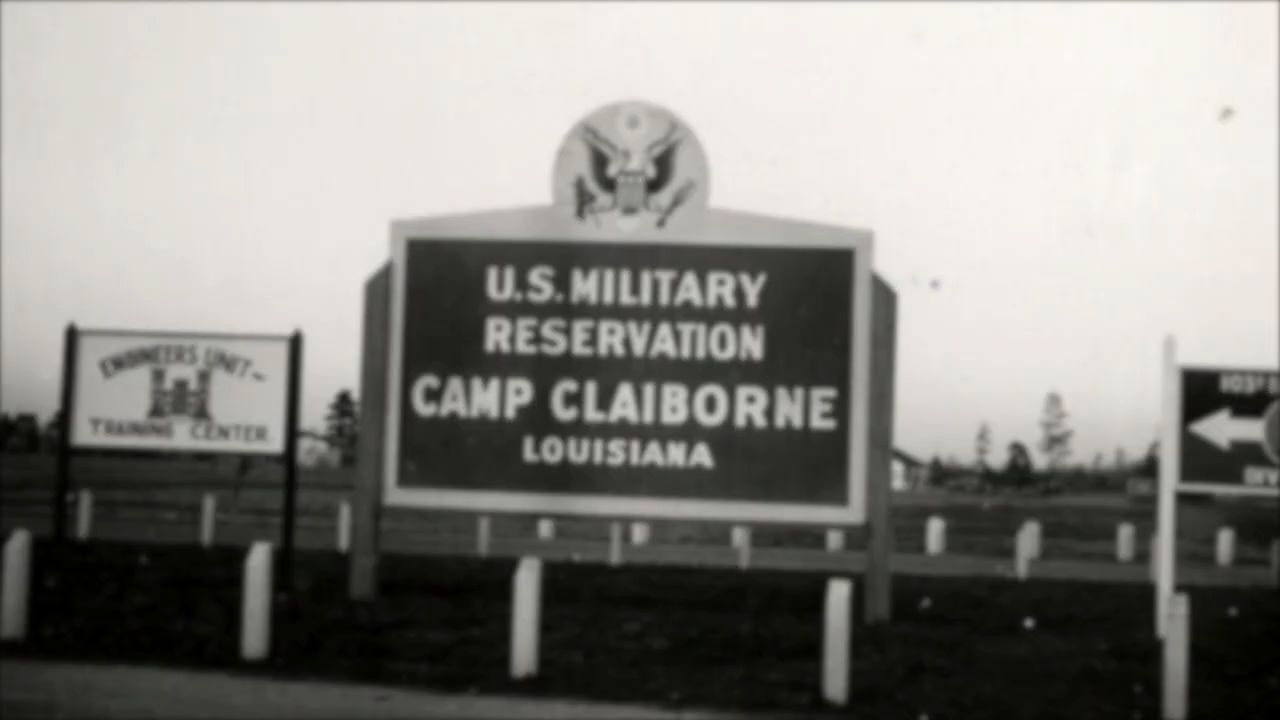 ENGINEERS UNIT~
TRAINING CENTER
U.S. MILITARY
RESERVATION
CAMP CLAIBORNE
LOUISIANA